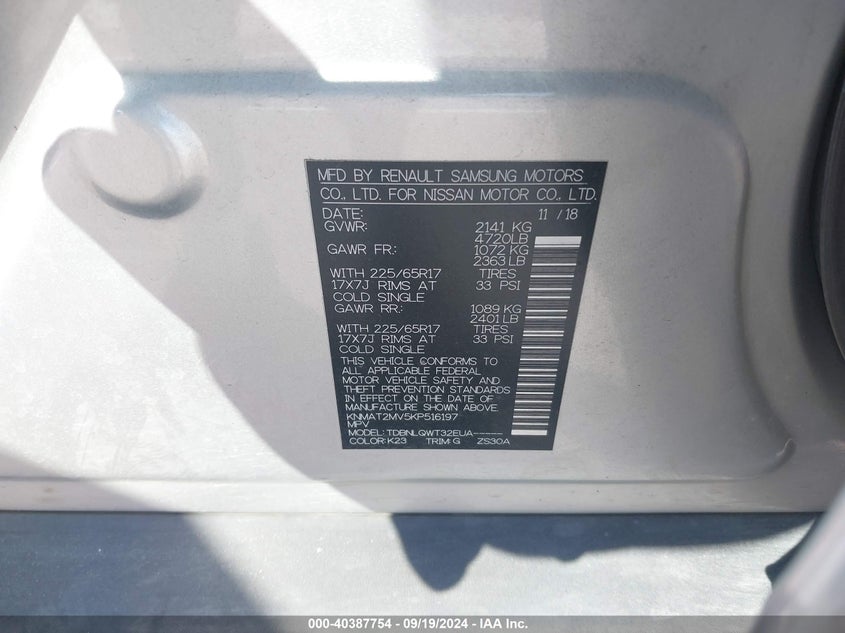 MFD BY RENAULT SAMSUNG MOTORS
CO., LTD. FOR NISSAN MOTOR CO., LTD.
DATE: 11 / 18
GVWR: 2141 KG
4720LB
GAWR FR.: 1072 KG
2363 LB
WITH 225/65R17 TIRES
17X7J RIMS AT 33 PSI
COLD SINGLE
GAWR RR.: 1089 KG
2401 LB
WITH 225/65R17 TIRES
17X7J RIMS AT 33 PSI
COLD SINGLE
THIS VEHICLE CONFORMS TO
ALL APPLICABLE FEDERAL
MOTOR VEHICLE SAFETY AND
THEFT PREVENTION STANDARDS
IN EFFECT ON THE DATE OF
MANUFACTURE SHOWN ABOVE.
KNMAT2MV5KP516197
MPV
MODEL: TDBNLQWT32EUA-----
COLOR: K23 TRIM: G ZS30A
000-40387754 - 09/19/2024 - IAA Inc.